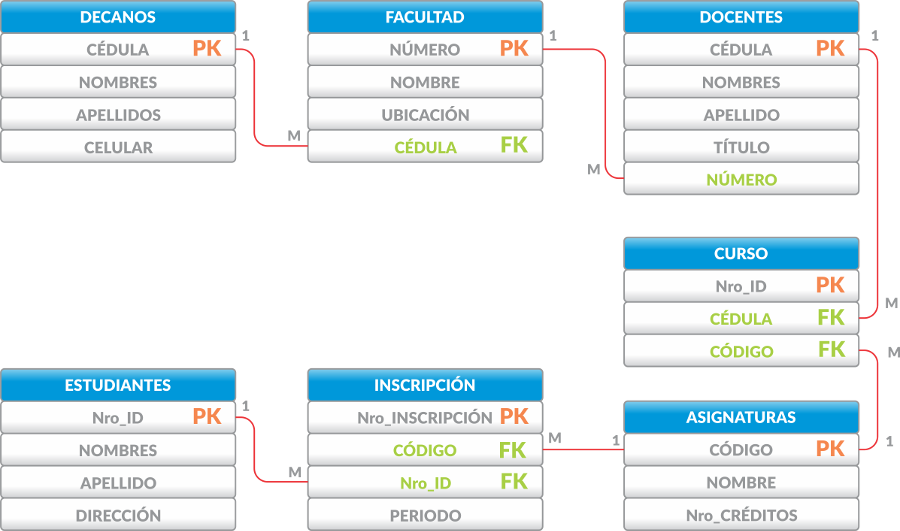 DECANOS
CÉDULA PK
NOMBRES
APELLIDOS
CELULAR
1
M
FACULTAD
NÚMERO PK
NOMBRE
UBICACIÓN
CÉDULA FK
1
M
DOCENTES
CÉDULA PK
NOMBRES
APELLIDO
TÍTULO
NÚMERO
1
M
CURSO
Nro_ID PK
CÉDULA FK
CÓDIGO FK
M
1
ESTUDIANTES
Nro_ID PK
NOMBRES
APELLIDO
DIRECCIÓN
1
M
INSCRIPCIÓN
Nro_INSCRIPCIÓN PK
CÓDIGO FK
Nro_ID FK
PERIODO
M
1
ASIGNATURAS
CÓDIGO PK
NOMBRE
Nro_CRÉDITOS